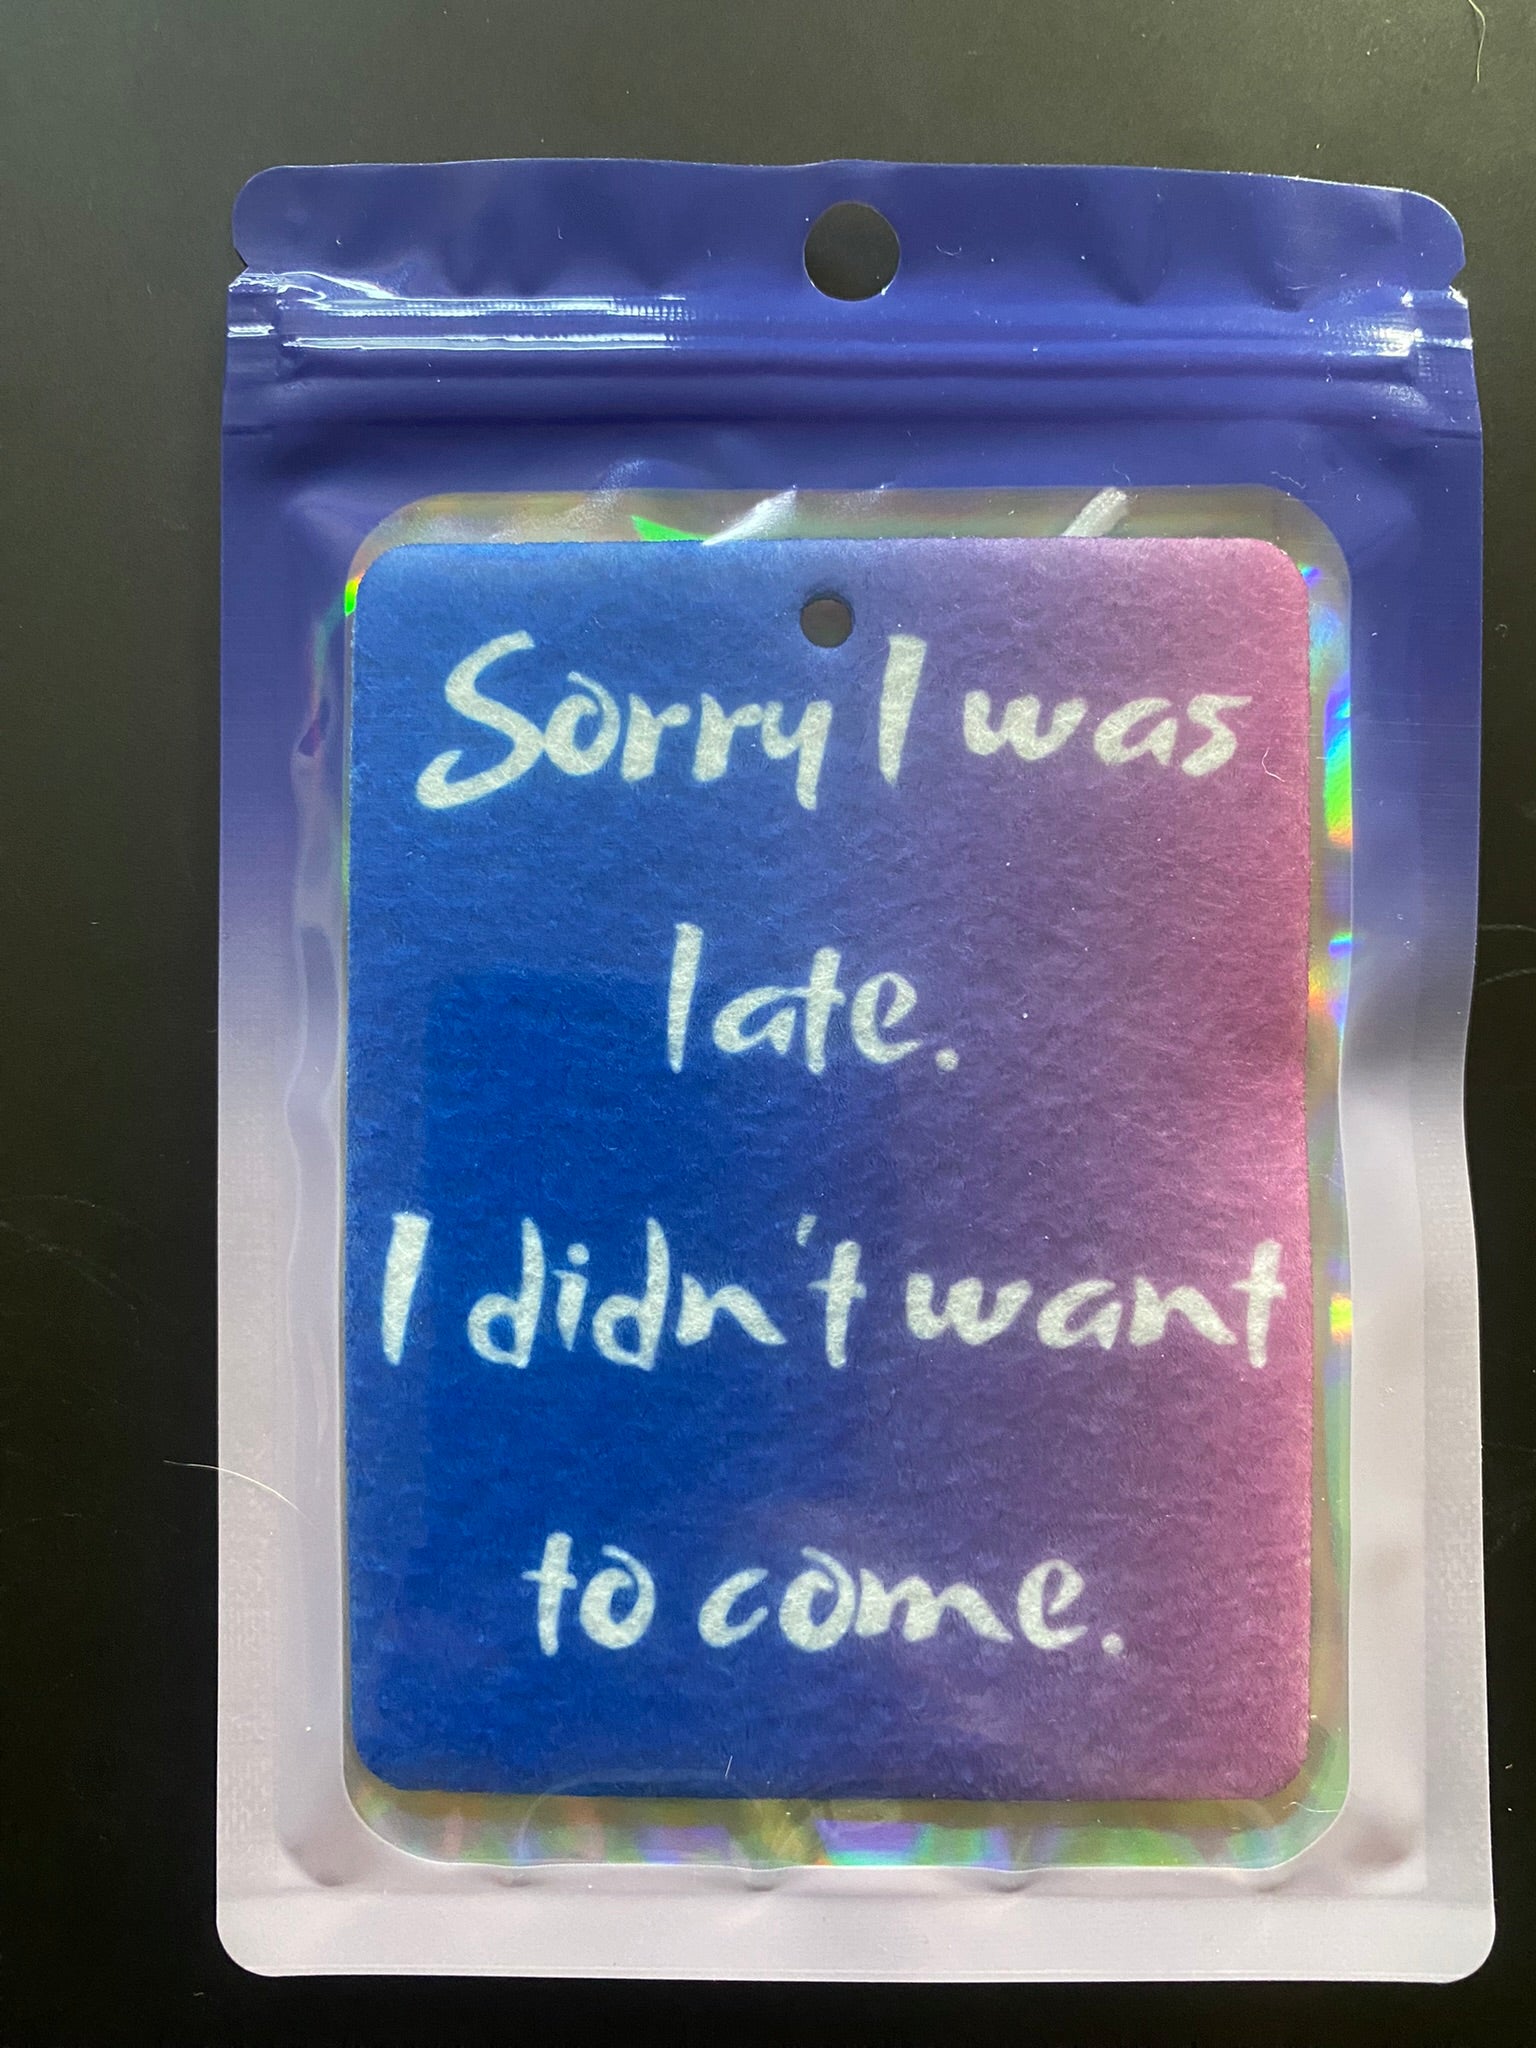 Sorry I was
late.
I didn't want
to come.